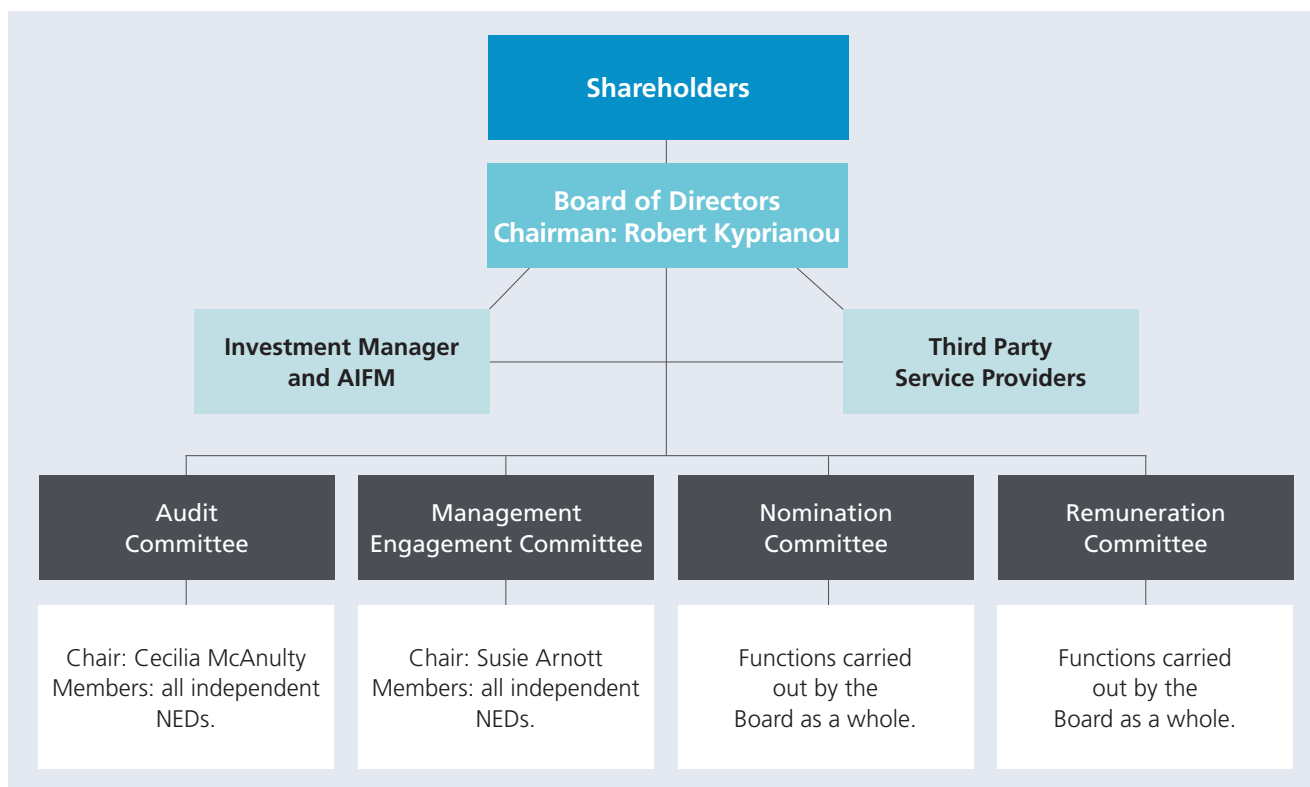 Shareholders
Board of Directors
Chairman: Robert Kyprianou
Investment Manager
and AIFM
Third Party
Service Providers
Audit
Committee
Management
Engagement Committee
Nomination
Committee
Remuneration
Committee
Chair: Cecilia McAnulty
Members: all independent
NEDs.
Chair: Susie Arnott
Members: all independent
NEDs.
Functions carried
out by the
Board as a whole.
Functions carried
out by the
Board as a whole.